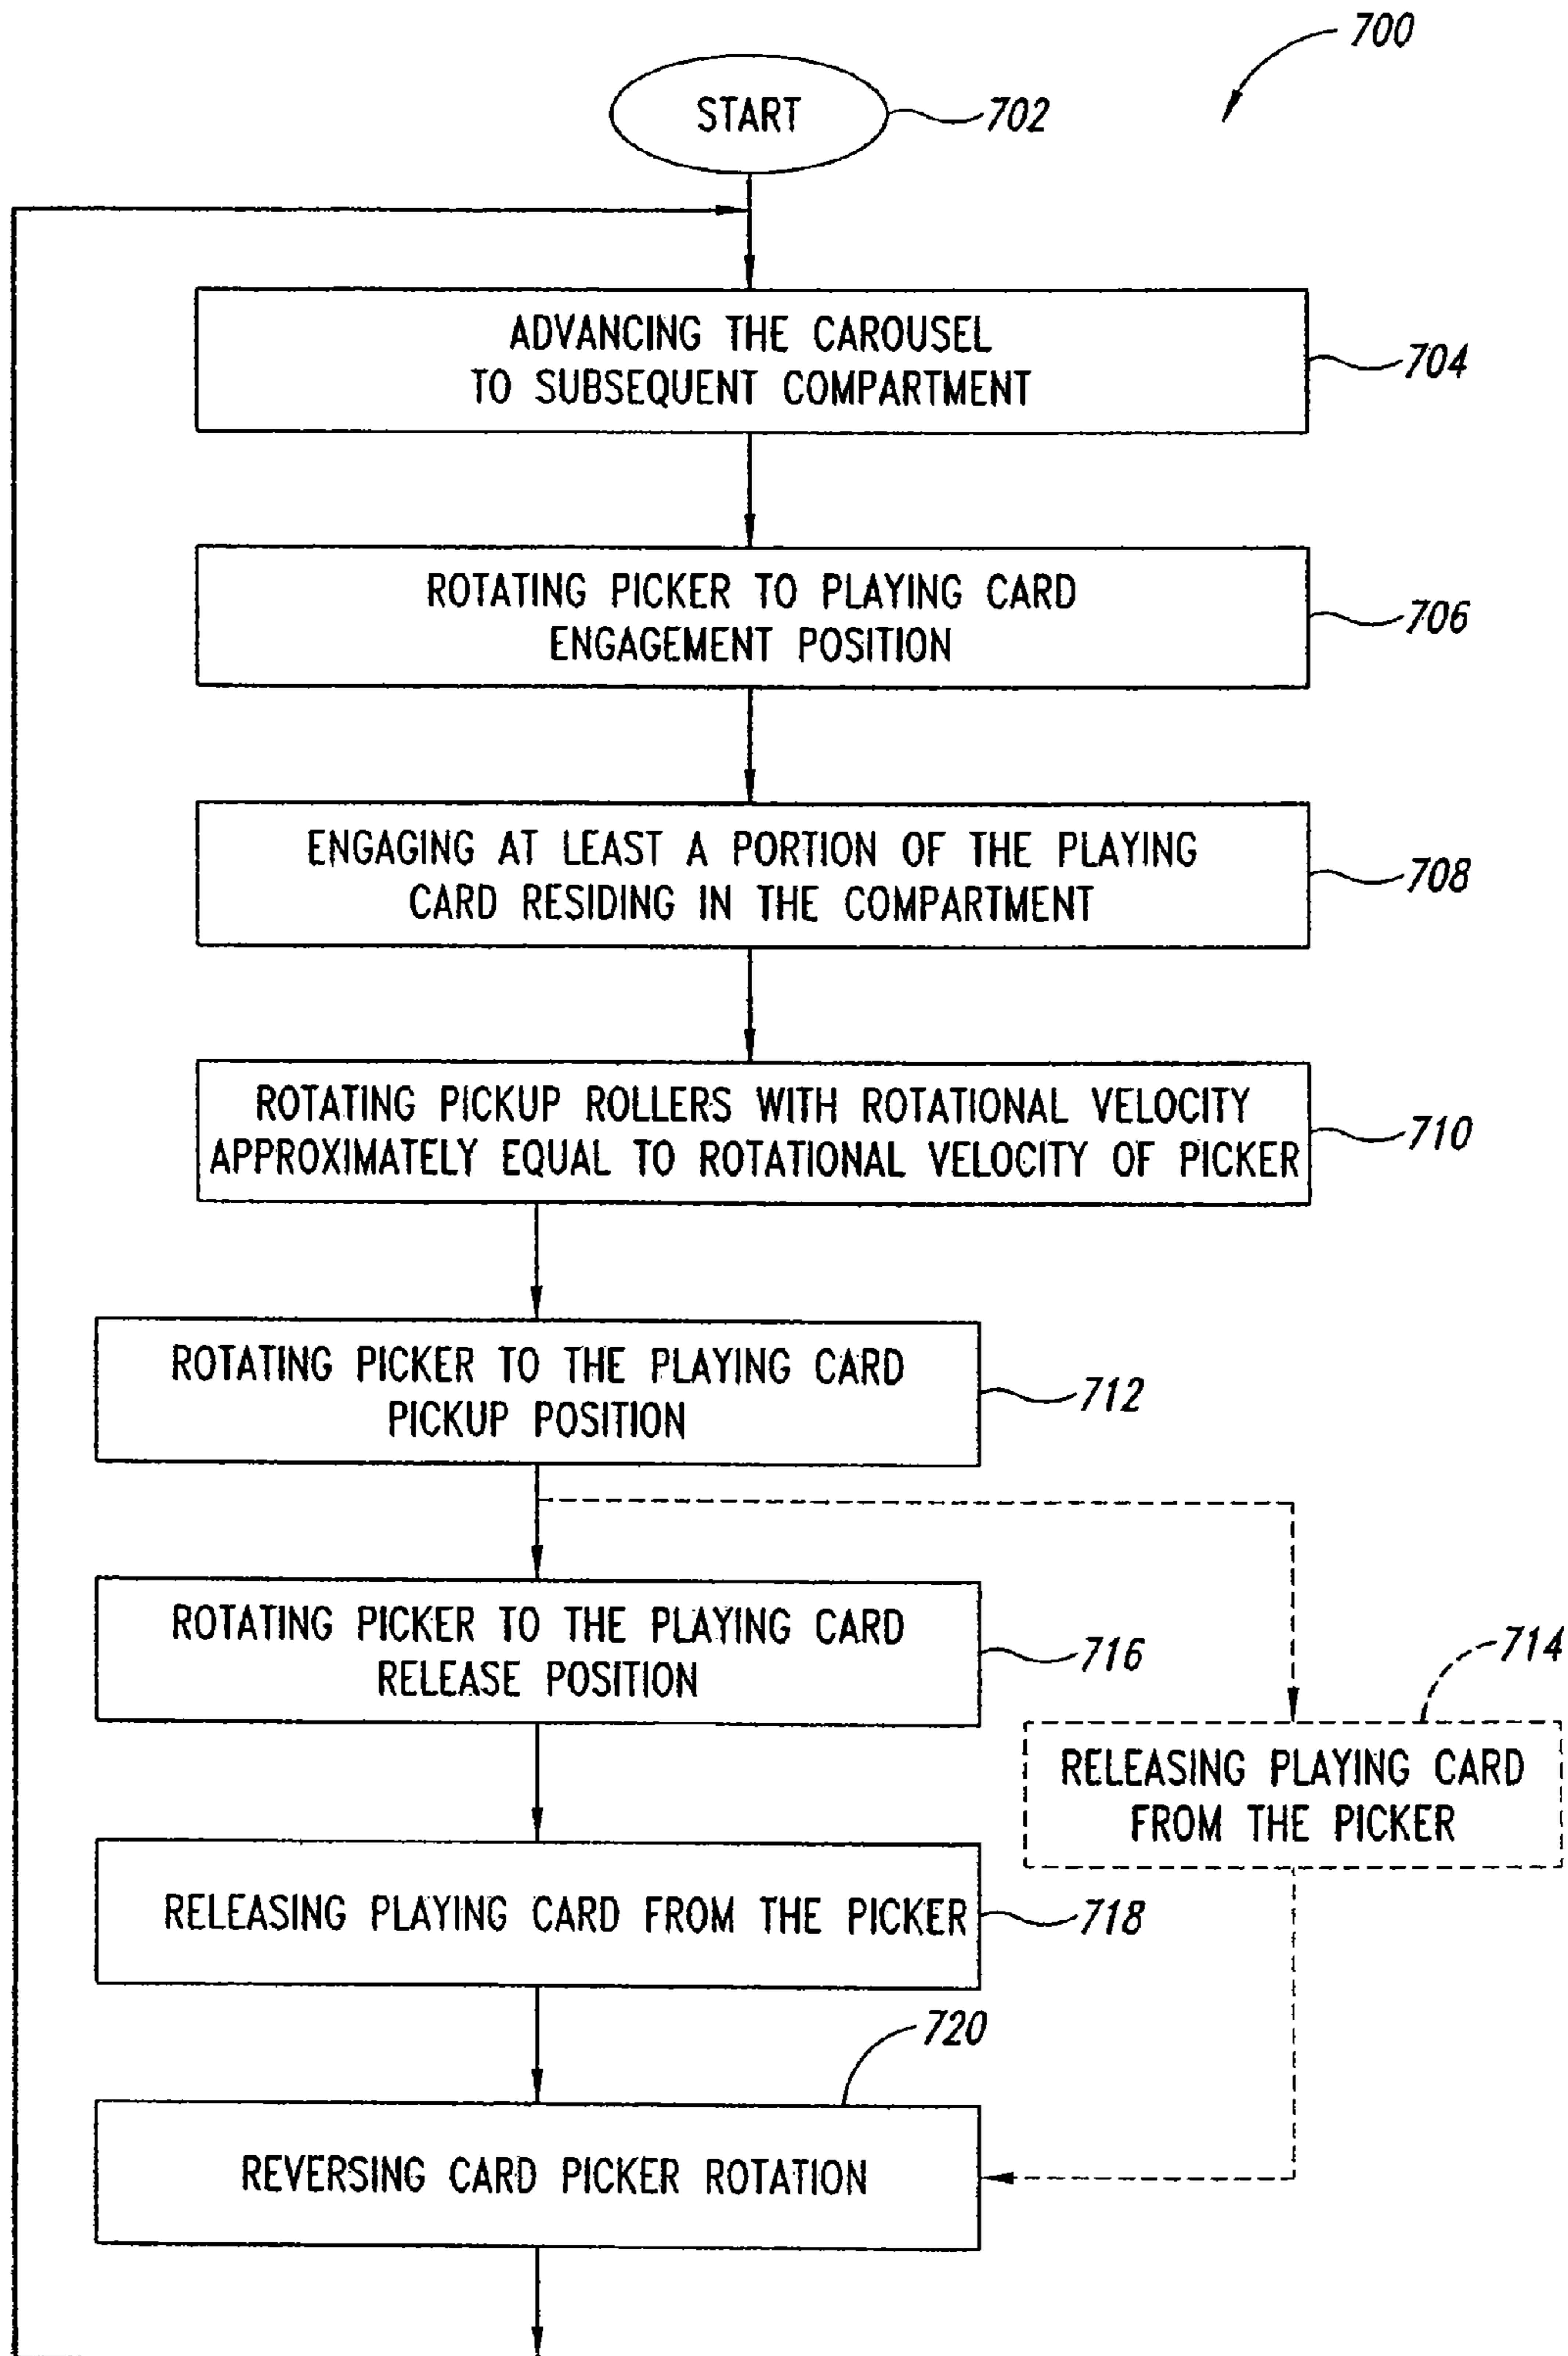 700
START
702
ADVANCING THE CAROUSEL
TO SUBSEQUENT COMPARTMENT
704
ROTATING PICKER TO PLAYING CARD
ENGAGEMENT POSITION
706
ENGAGING AT LEAST A PORTION OF THE PLAYING
CARD RESIDING IN THE COMPARTMENT
708
ROTATING PICKUP ROLLERS WITH ROTATIONAL VELOCITY
APPROXIMATELY EQUAL TO ROTATIONAL VELOCITY OF PICKER
710
ROTATING PICKER TO THE PLAYING CARD
PICKUP POSITION
712
ROTATING PICKER TO THE PLAYING CARD
RELEASE POSITION
716
714
RELEASING PLAYING CARD
FROM THE PICKER
RELEASING PLAYING CARD FROM THE PICKER
718
720
REVERSING CARD PICKER ROTATION